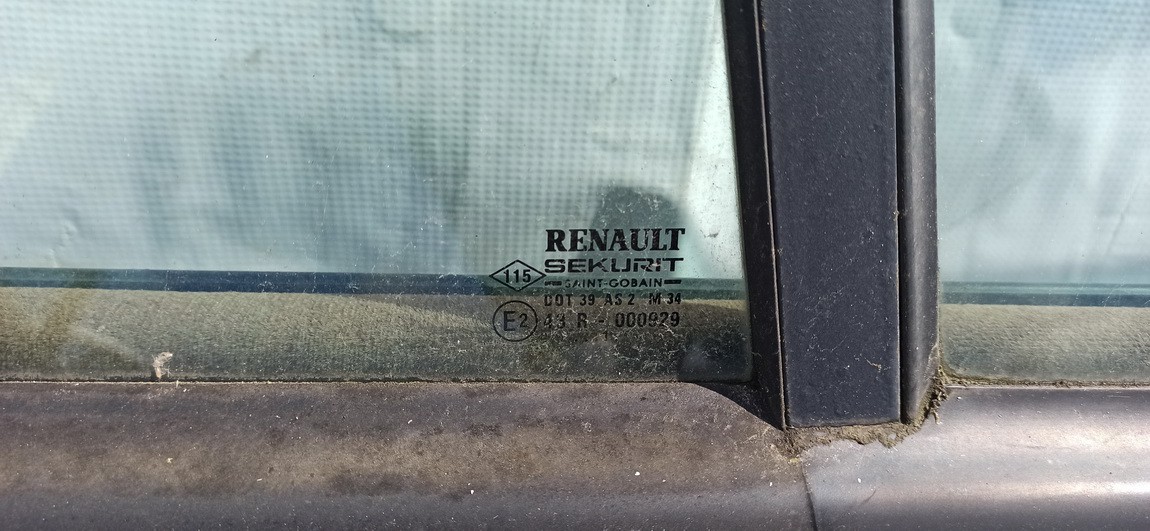 RENAULT
SEKURIT
115
SAINT-GOBAIN
DOT 39 AS 2 M 34
E2 43 R - 000929